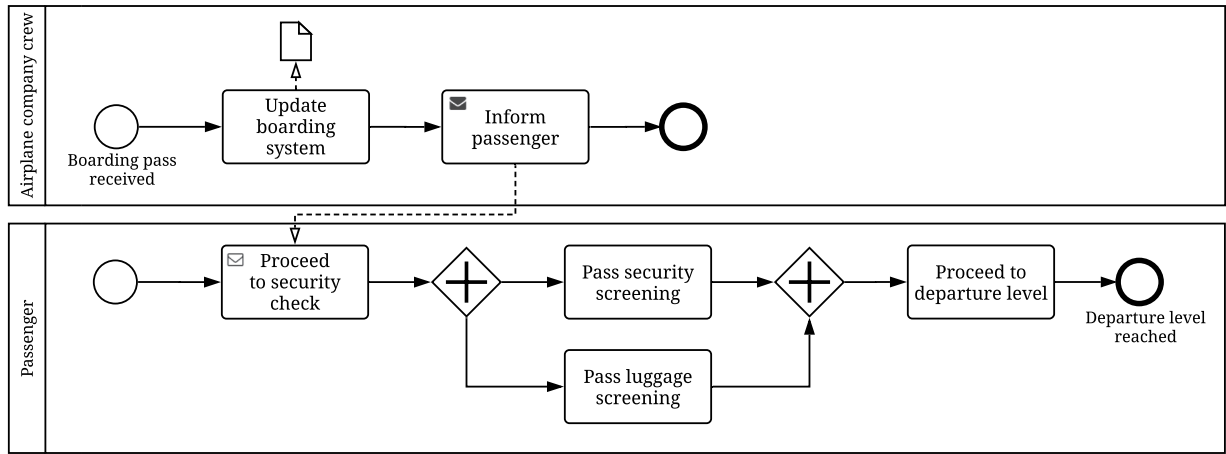 Airplane company crew
Boarding pass
received
Update
boarding
system
Inform
passenger
Passenger
Proceed
to security
check
Pass security
screening
Pass luggage
screening
Proceed to
departure level
Departure level
reached